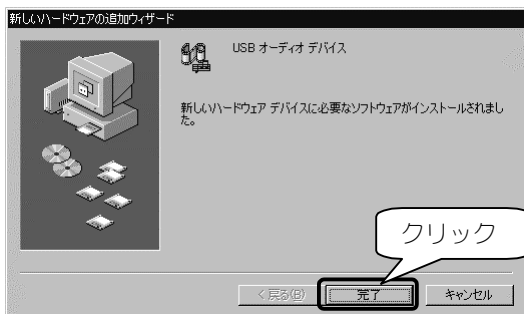 新しいハードウェアの追加ウィザード
USB オーディオ デバイス
新しいハードウェア デバイスに必要なソフトウェアがインストールされまし
た。
クリック
< 戻る(B)
完了
キャンセル